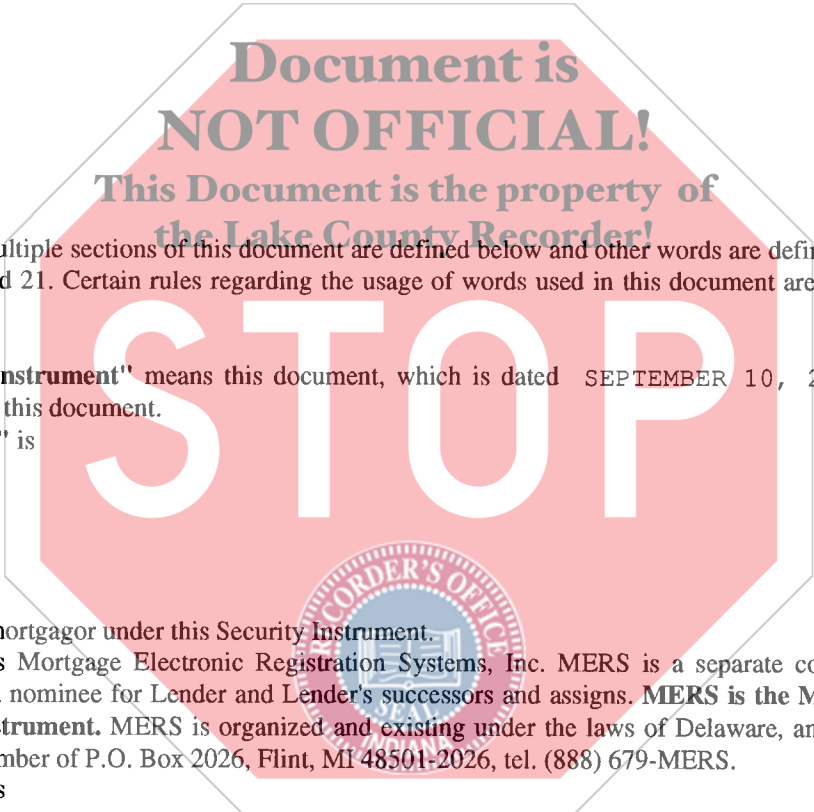 Document is
NOT OFFICIAL!
This Document is the property of
the Lake County Recorder!
ultiple sections of this document are defined below and other words are defin
d 21. Certain rules regarding the usage of words used in this document are
STOP
nstrument" means this document, which is dated SEPTEMBER 10, 2
this document.
" is
RECORDER'S OFFICE
SEAL
INDIANA
mortgagor under this Security Instrument.
s Mortgage Electronic Registration Systems, Inc. MERS is a separate co
nominee for Lender and Lender's successors and assigns. MERS is the M
strument. MERS is organized and existing under the laws of Delaware, an
mber of P.O. Box 2026, Flint, MI 48501-2026, tel. (888) 679-MERS.
s